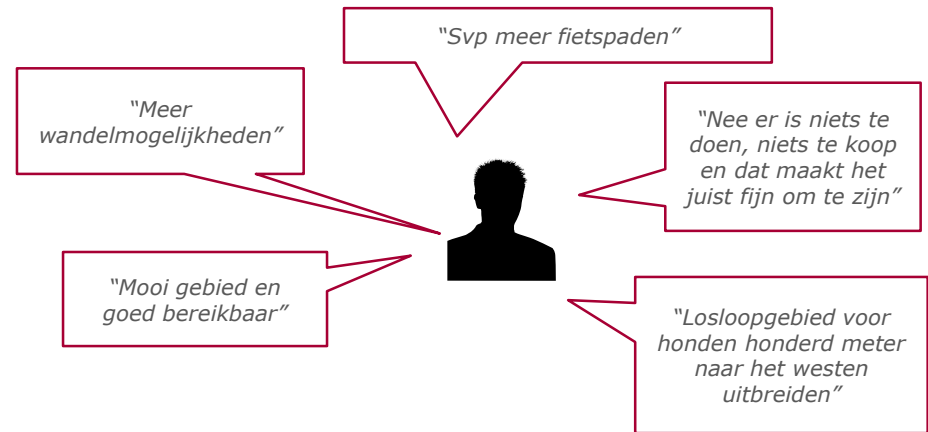 “Svp meer fietspaden”
“Meer
wandelmogelijkheden”
“Nee er is niets te
doen, niets te koop
en dat maakt het
juist fijn om te zijn”
“Mooi gebied en
goed bereikbaar”
“Losloopgebied voor
honden honderd meter
naar het westen
uitbreiden”